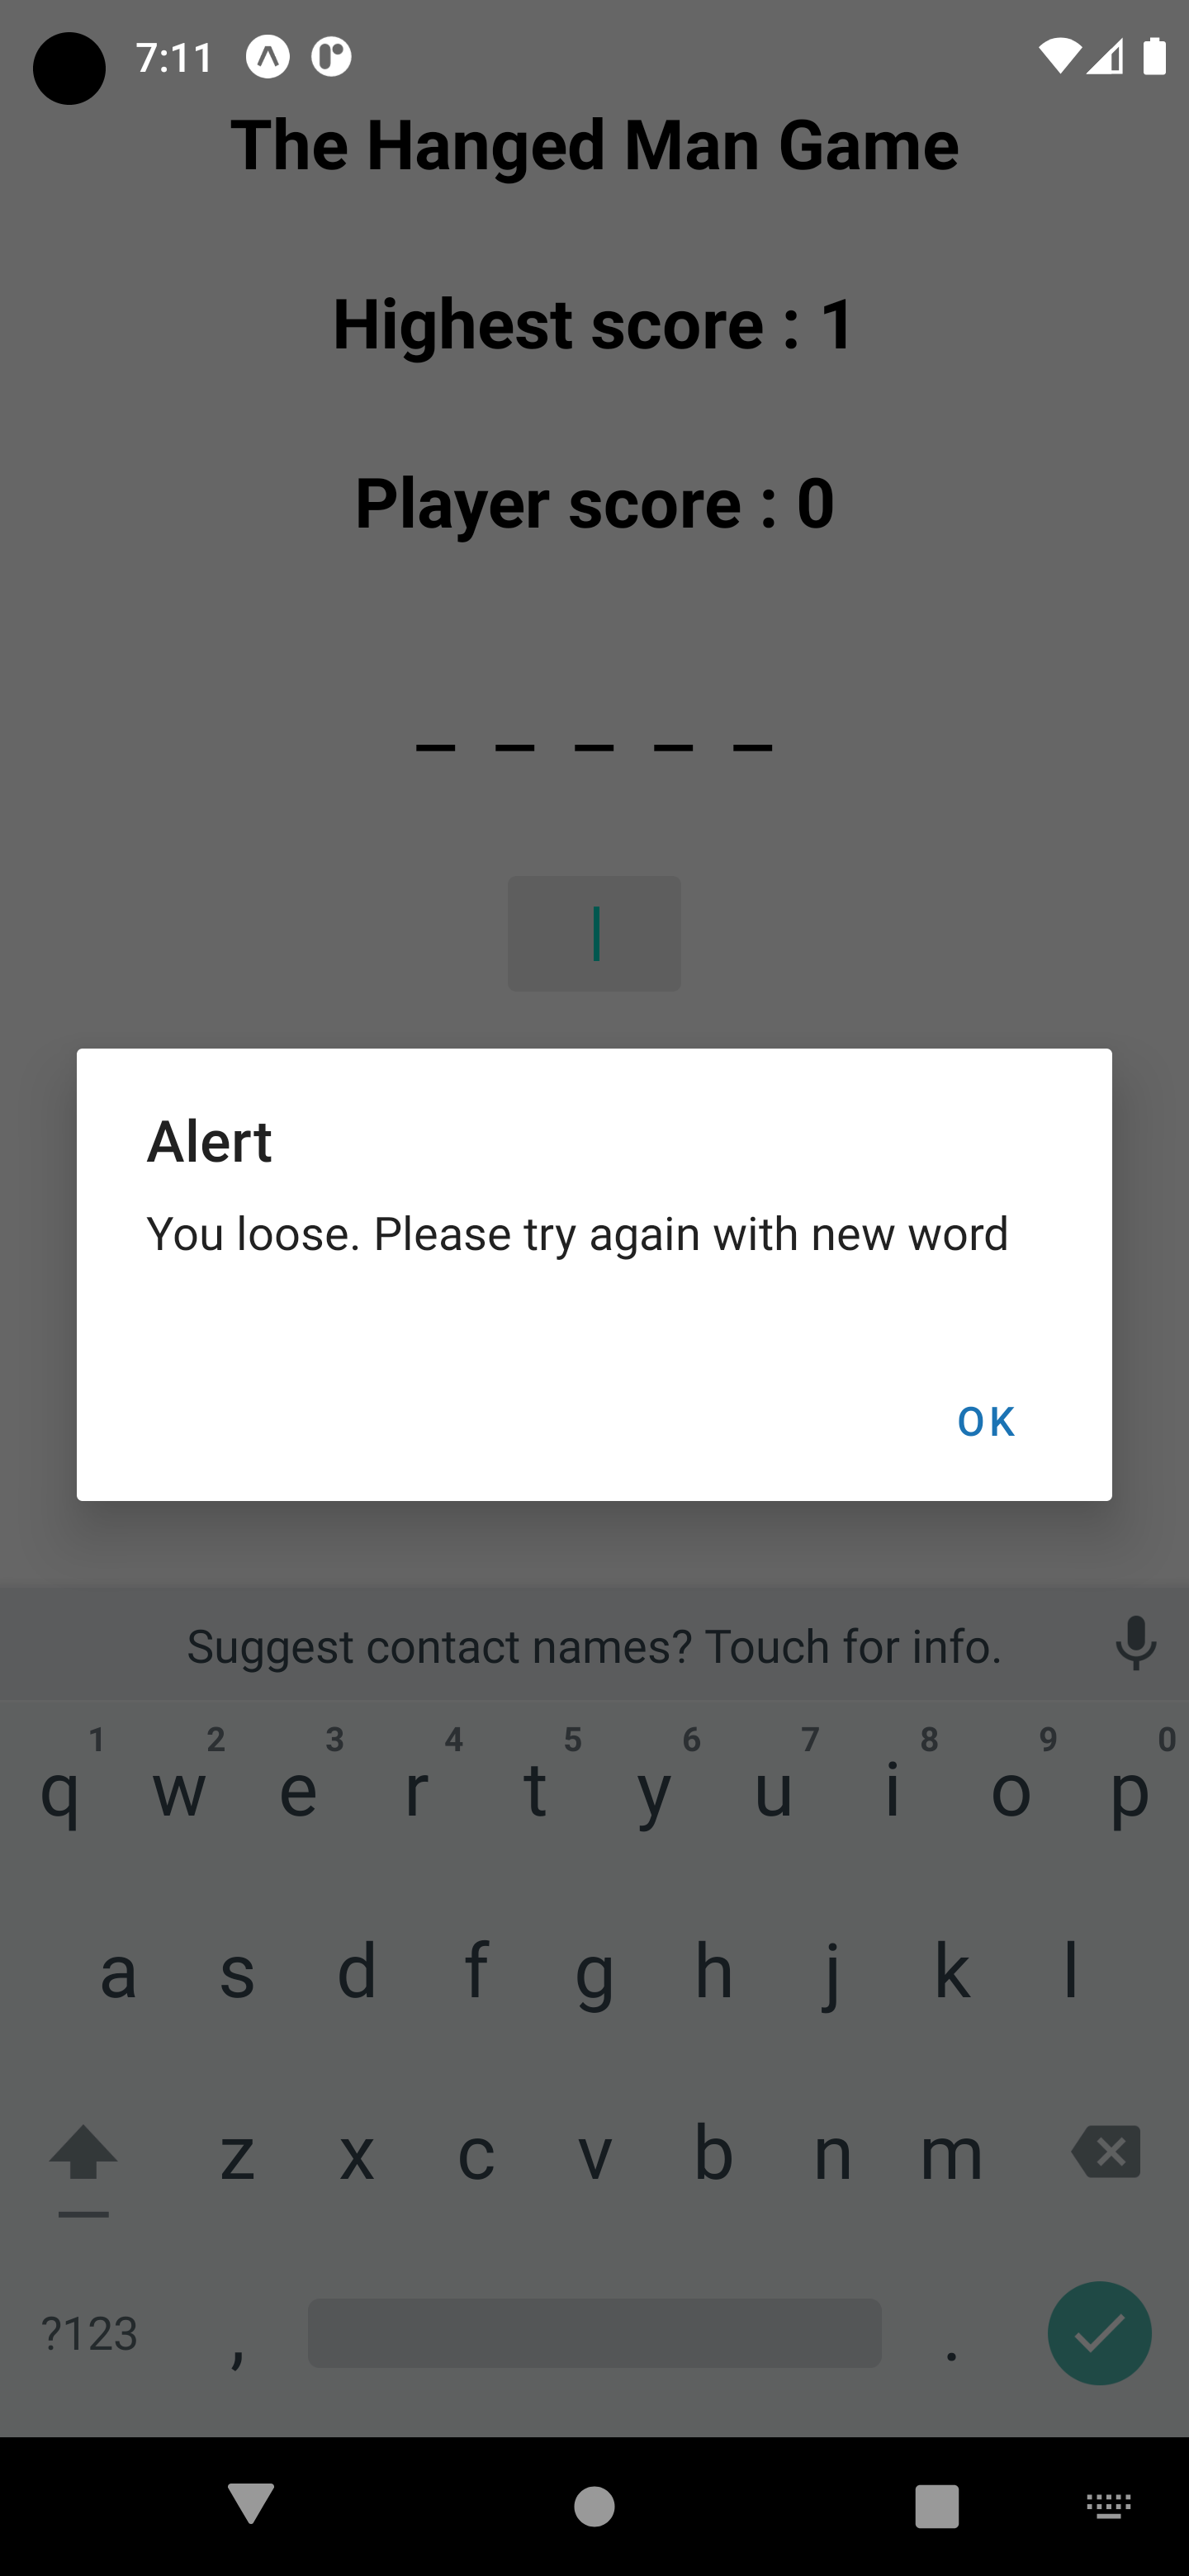 7:11
The Hanged Man Game
Highest score : 1
Player score : 0
_ _ _ _ _
Alert
You loose. Please try again with new word
OK
Suggest contact names? Touch for info.
1 2 3 4 5 6 7 8 9 0
q w e r t y u i o p
a s d f g h j k l
z x c v b n m
?123 , .